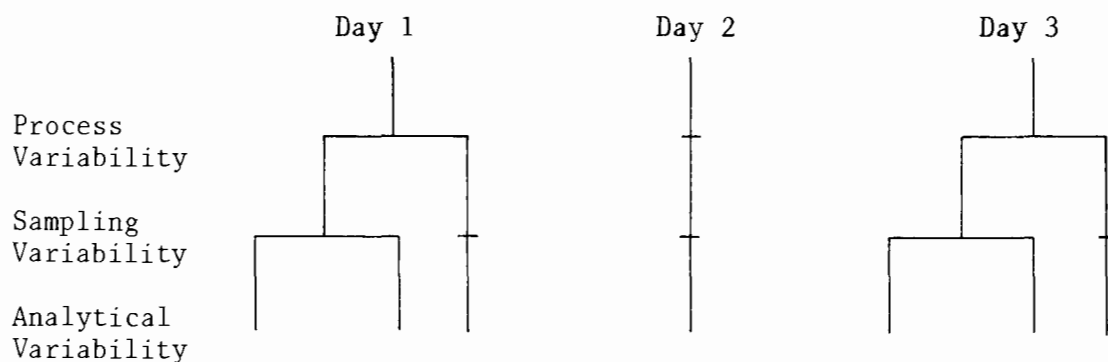 Day 1 Day 2 Day 3
Process
Variability
Sampling
Variability
Analytical
Variability